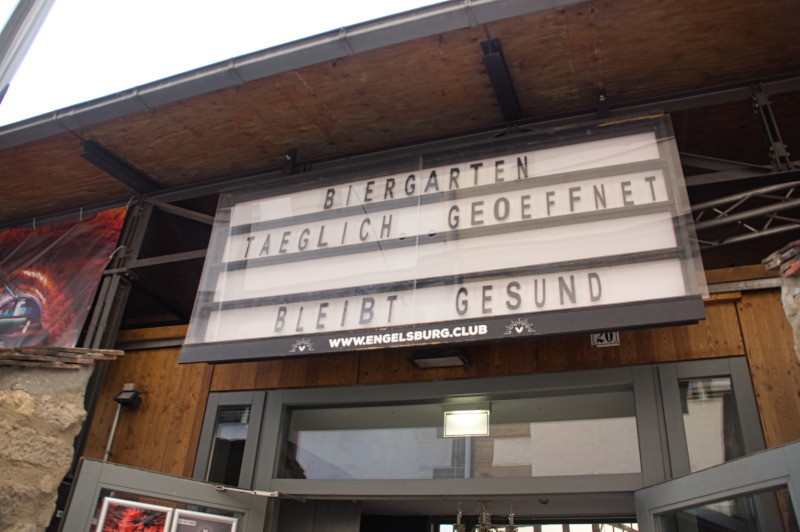 BIERGARTEN
TAEGLICH GEOEFFNET
BLEIBT GESUND
WWW.ENGELSBURG.CLUB
20